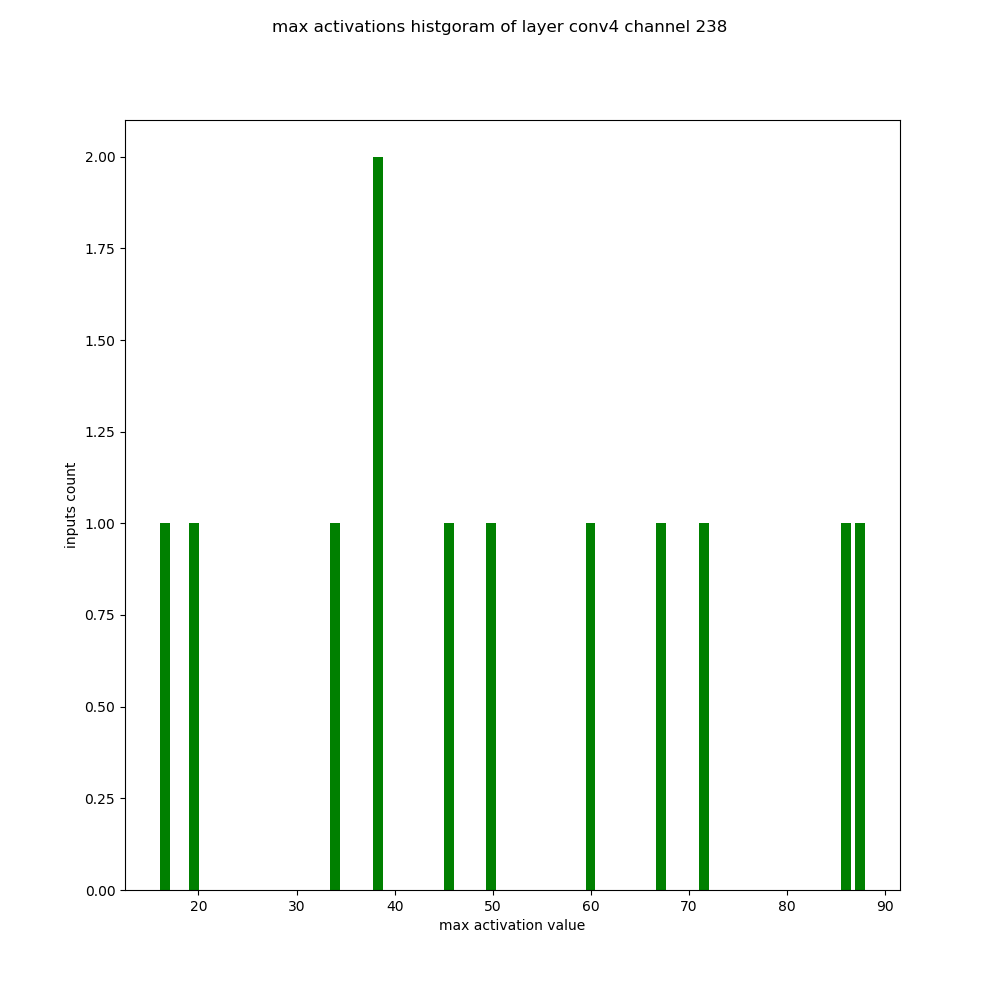 max activations histgoram of layer conv4 channel 238
2.00
1.75
1.50
1.25
1.00
0.75
0.50
0.25
0.00
inputs count
20 30 40 50 60 70 80 90
max activation value